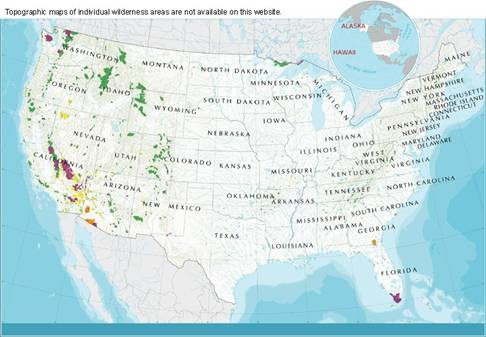 Topographic maps of individual wilderness areas are not available on this website.
ALASKA
HAWAII
WASHINGTON
MONTANA
NORTH DAKOTA
MINNESOTA
MICHIGAN
MAINE
VERMONT
NEW HAMPSHIRE
OREGON
IDAHO
SOUTH DAKOTA
WISCONSIN
NEW YORK
MASSACHUSETTS
RHODE ISLAND
CONNECTICUT
WYOMING
IOWA
PENNSYLVANIA
NEW JERSEY
NEBRASKA
INDIANA
OHIO
MARYLAND
DELAWARE
NEVADA
UTAH
COLORADO
KANSAS
ILLINOIS
WEST VIRGINIA
VIRGINIA
CALIFORNIA
MISSOURI
KENTUCKY
ARIZONA
NEW MEXICO
OKLAHOMA
ARKANSAS
TENNESSEE
NORTH CAROLINA
TEXAS
MISSISSIPPI
SOUTH CAROLINA
ALABAMA
GEORGIA
LOUISIANA
FLORIDA